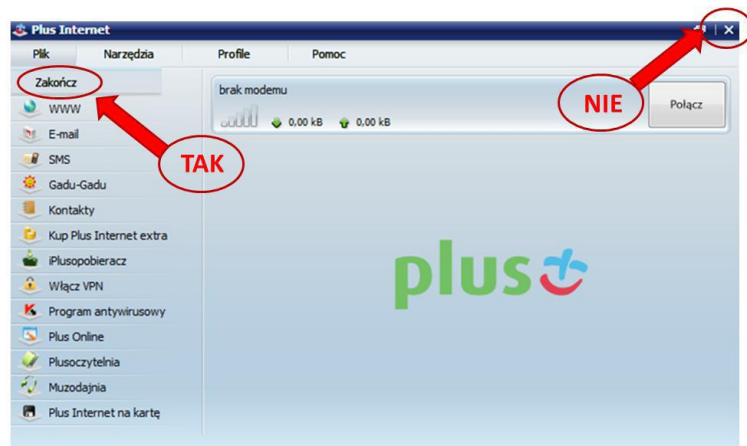 Plus Internet
Plik Narzędzia Profile Pomoc
Zakończ
WWW
E-mail
SMS
Gadu-Gadu
Kontakty
Kup Plus Internet extra
iPlusopobieracz
Włącz VPN
Program antywirusowy
Plus Online
Plusoczytelnia
Muzodajnia
Plus Internet na kartę
brak modemu
0,00 kB 0,00 kB
Połącz
NIE
TAK
plus